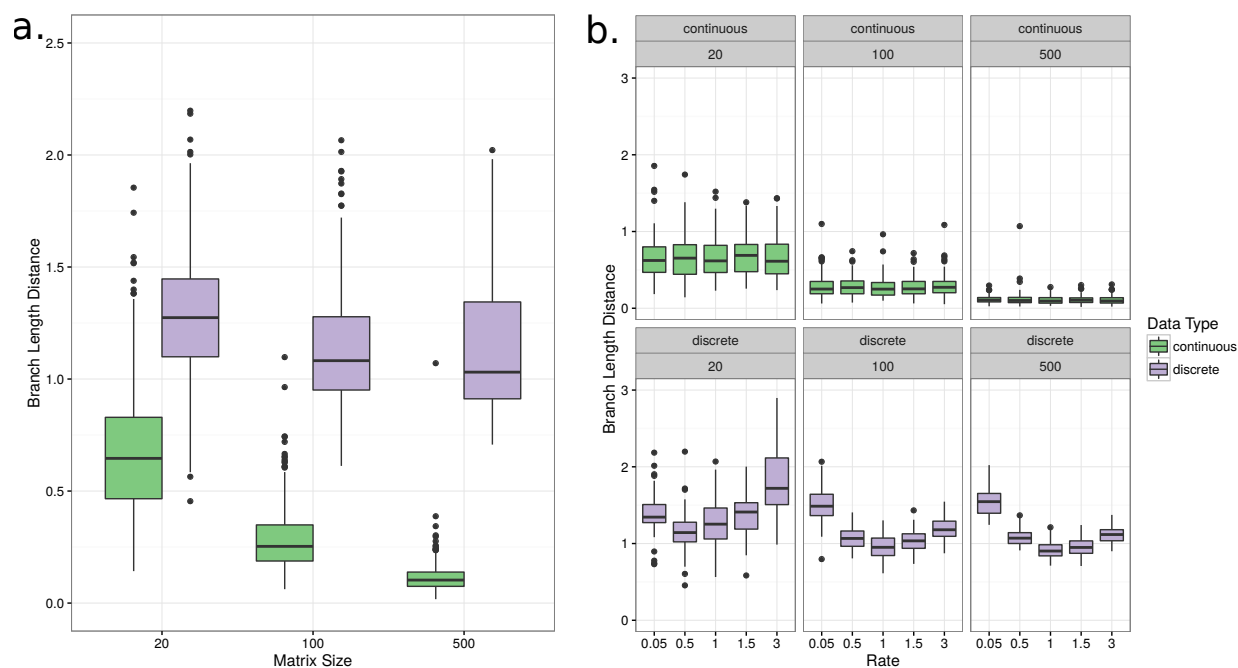 a.
Branch Length Distance
2.5
2.0
1.5
1.0
0.5
0.0
20 100 500
Matrix Size
b.
Branch Length Distance
continuous continuous continuous
20 100 500
3
2
1
0
discrete discrete discrete
20 100 500
3
2
1
0
0.05 0.5 1 1.5 3 0.05 0.5 1 1.5 3 0.05 0.5 1 1.5 3
Rate
Data Type
continuous
discrete